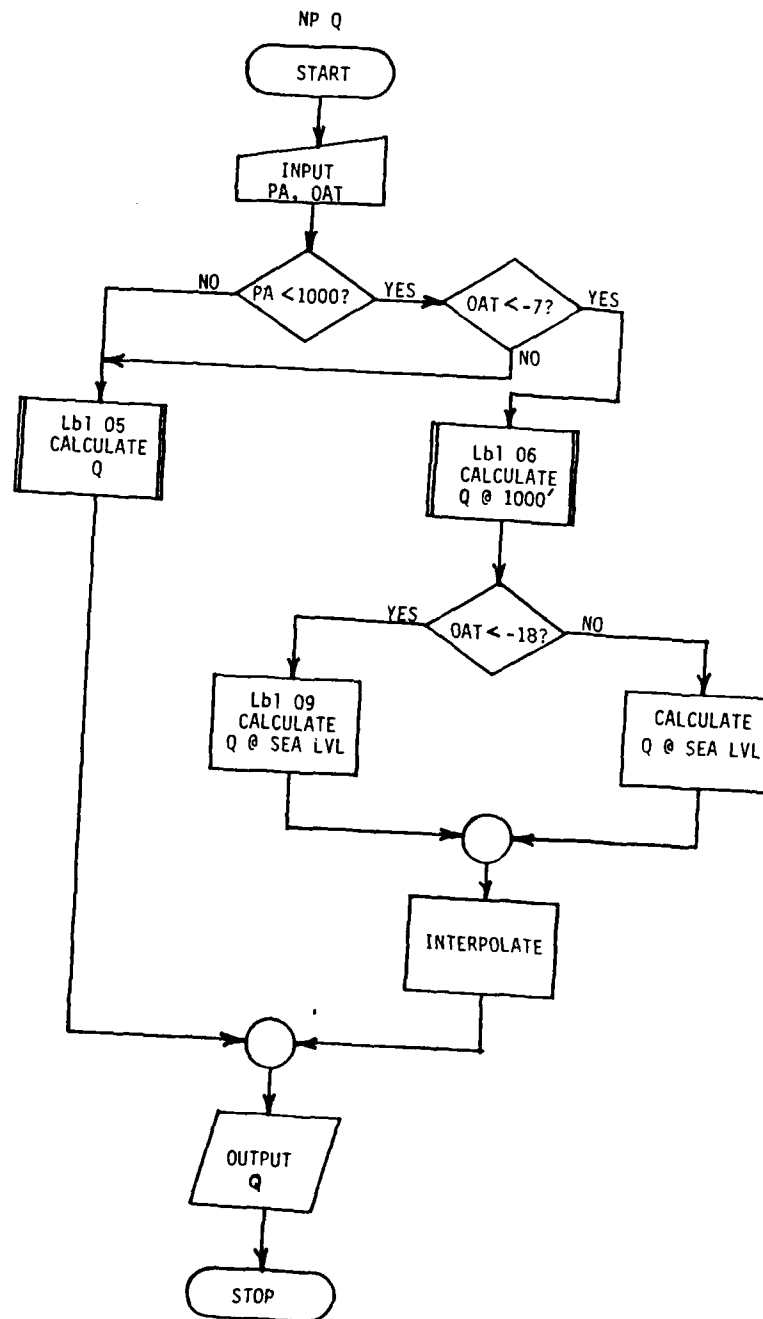 NP Q
START
INPUT
PA, OAT
NO
PA < 1000?
YES
OAT < -7?
YES
NO
Lbl 05
CALCULATE
Q
Lbl 06
CALCULATE
Q @ 1000'
YES
OAT < -18?
NO
Lbl 09
CALCULATE
Q @ SEA LVL
CALCULATE
Q @ SEA LVL
INTERPOLATE
OUTPUT
Q
STOP